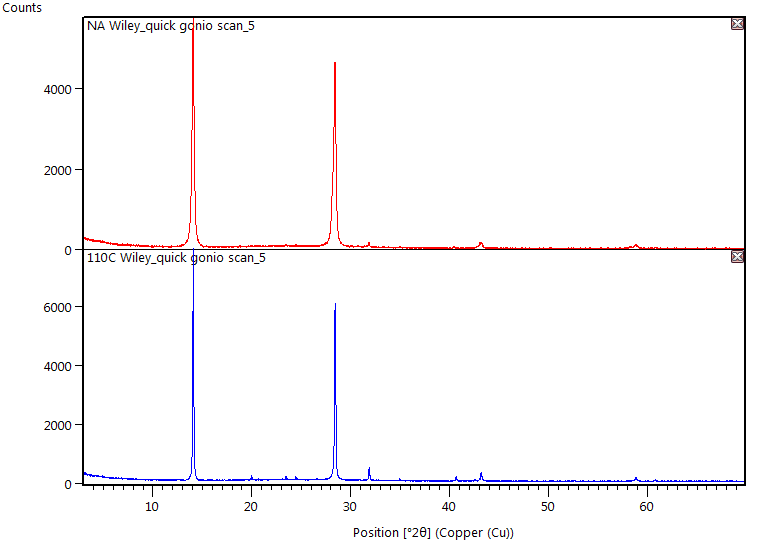 Counts
NA Wiley_quick gonio scan_5
4000
2000
0
110C Wiley_quick gonio scan_5
6000
4000
2000
0
10 20 30 40 50 60
Position [°2θ] (Copper (Cu))